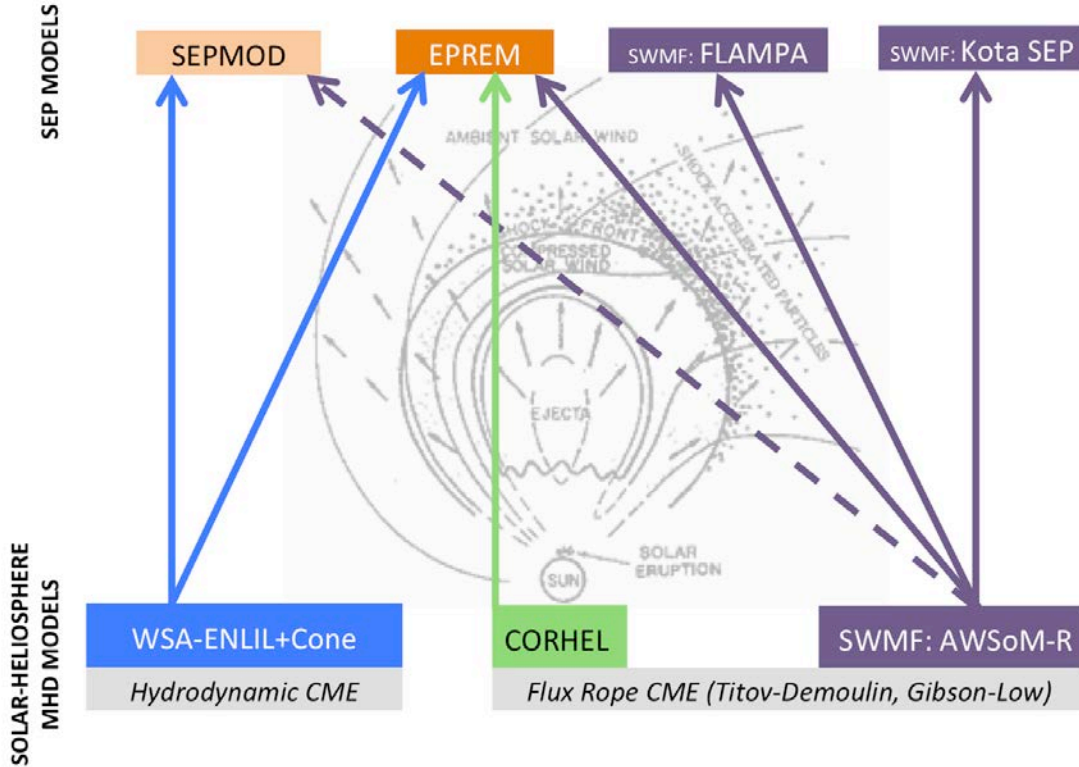 SEP MODELS
SEPMOD
EPREM
SWMF: FLAMPA
SWMF: Kota SEP
AMBIENT SOLAR WIND
SHOCK FRONT
COMPRESSED
SOLAR WIND
SHOCK ACCELERATED PARTICLES
EJECTA
SOLAR
ERUPTION
SUN
SOLAR-HELIOSPHERE
MHD MODELS
WSA-ENLIL+Cone
CORHEL
SWMF: AWSoM-R
Hydrodynamic CME
Flux Rope CME (Titov-Demoulin, Gibson-Low)